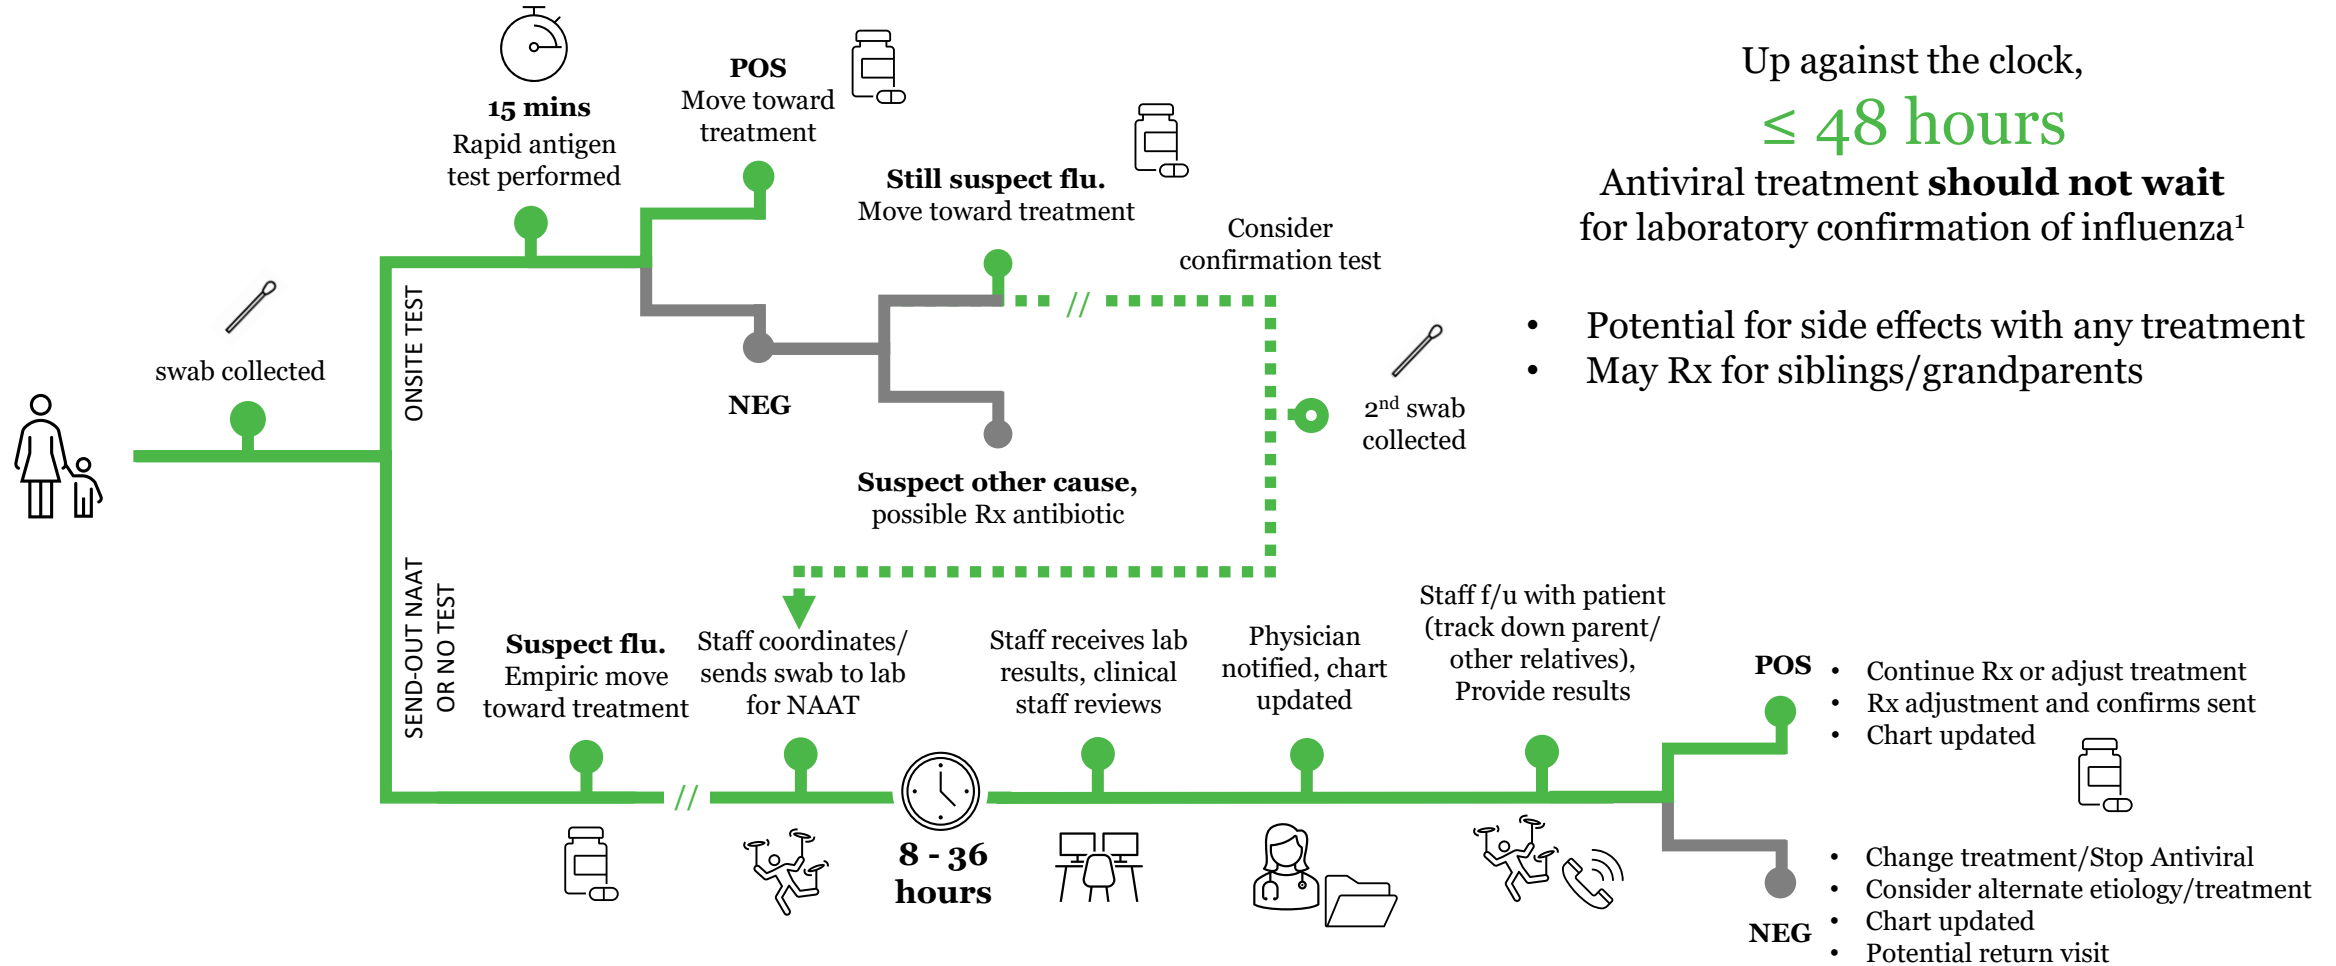 15 mins
Rapid antigen
test performed
POS
Move toward
treatment
Still suspect flu.
Move toward treatment
Consider
confirmation test
Up against the clock,
≤ 48 hours
Antiviral treatment should not wait
for laboratory confirmation of influenza¹
• Potential for side effects with any treatment
• May Rx for siblings/grandparents
swab collected
ONSITE TEST
NEG
2nd swab
collected
Suspect other cause,
possible Rx antibiotic
SEND-OUT NAAT
OR NO TEST
Suspect flu.
Empiric move
toward treatment
//
Staff coordinates/
sends swab to lab
for NAAT
//
8 - 36
hours
Staff receives lab
results, clinical
staff reviews
Physician
notified, chart
updated
Staff f/u with patient
(track down parent/
other relatives),
Provide results
POS
• Continue Rx or adjust treatment
• Rx adjustment and confirms sent
• Chart updated
NEG
• Change treatment/Stop Antiviral
• Consider alternate etiology/treatment
• Chart updated
• Potential return visit